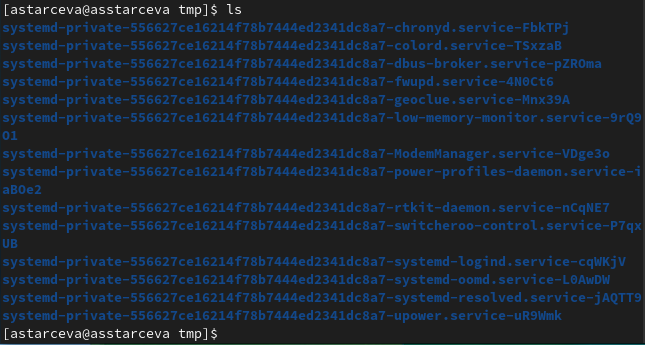 [astarceva@asstarceva tmp]$ ls
systemd-private-556627ce16214f78b7444ed2341dc8a7-chronyd.service-FbkTPj
systemd-private-556627ce16214f78b7444ed2341dc8a7-colord.service-TSxzaB
systemd-private-556627ce16214f78b7444ed2341dc8a7-dbus-broker.service-pZROma
systemd-private-556627ce16214f78b7444ed2341dc8a7-fwupd.service-4N0Ct6
systemd-private-556627ce16214f78b7444ed2341dc8a7-geoclue.service-Mnx39A
systemd-private-556627ce16214f78b7444ed2341dc8a7-low-memory-monitor.service-9rQ9
O1
systemd-private-556627ce16214f78b7444ed2341dc8a7-ModemManager.service-VDge3o
systemd-private-556627ce16214f78b7444ed2341dc8a7-power-profiles-daemon.service-i
aBOe2
systemd-private-556627ce16214f78b7444ed2341dc8a7-rtkit-daemon.service-nCqNE7
systemd-private-556627ce16214f78b7444ed2341dc8a7-switcheroo-control.service-P7qx
UB
systemd-private-556627ce16214f78b7444ed2341dc8a7-systemd-logind.service-cqWKjV
systemd-private-556627ce16214f78b7444ed2341dc8a7-systemd-oomd.service-L0AwDW
systemd-private-556627ce16214f78b7444ed2341dc8a7-systemd-resolved.service-jAQTT9
systemd-private-556627ce16214f78b7444ed2341dc8a7-upower.service-uR9Wmk
[astarceva@asstarceva tmp]$